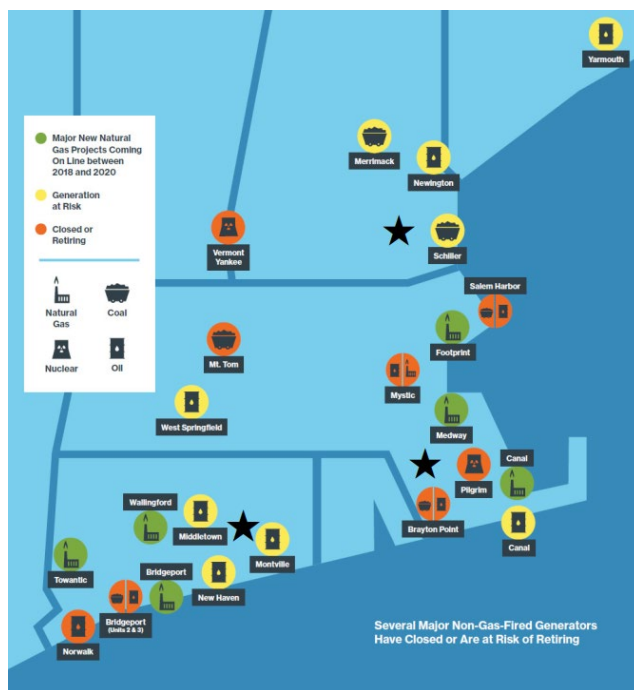 Yarmouth
Major New Natural
Gas Projects Coming
On Line between
2018 and 2020
Generation
at Risk
Closed or
Retiring
Natural
Gas
Coal
Nuclear
Oil
Merrimack
Newington
Vermont
Yankee
Schiller
Salem Harbor
Footprint
Mt. Tom
Mystic
West Springfield
Medway
Canal
Pilgrim
Wallingford
Brayton Point
Middletown
Canal
Montville
Towantic
Bridgeport
New Haven
Bridgeport
(Units 2 & 3)
Norwalk
Several Major Non-Gas-Fired Generators
Have Closed or Are at Risk of Retiring